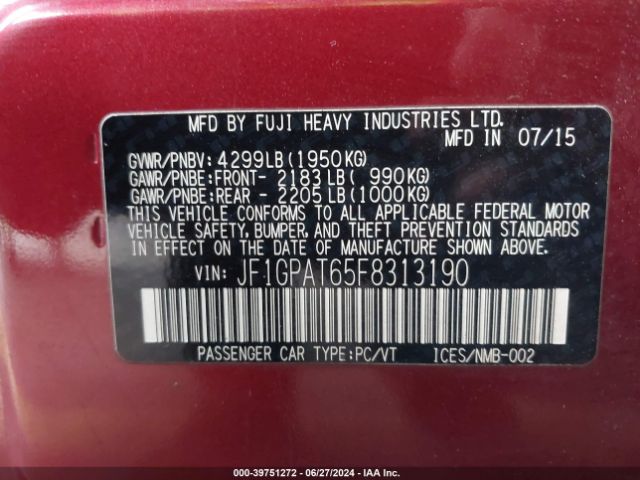 MFD BY FUJI HEAVY INDUSTRIES LTD.
MFD IN 07/15
GVWR/PNBV: 4299LB(1950KG)
GAWR/PNBE:FRONT- 2183LB( 990KG)
GAWR/PNBE:REAR - 2205LB(1000KG)
THIS VEHICLE CONFORMS TO ALL APPLICABLE FEDERAL MOTOR
VEHICLE SAFETY, BUMPER, AND THEFT PREVENTION STANDARDS
IN EFFECT ON THE DATE OF MANUFACTURE SHOWN ABOVE.
VIN: JF1GPAT65F8313190
PASSENGER CAR TYPE:PC/VT ICES/NMB-002
000-39751272 — 06/27/2024 — IAA Holdings, LLC.